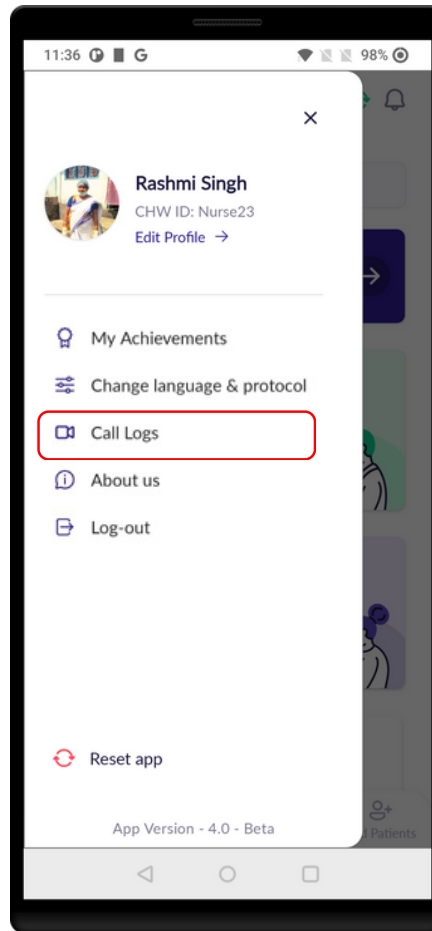 11:36 G 98%
Rashmi Singh
CHW ID: Nurse23
Edit Profile →
My Achievements
Change language & protocol
Call Logs
About us
Log-out
Reset app
App Version - 4.0 - Beta
Patients